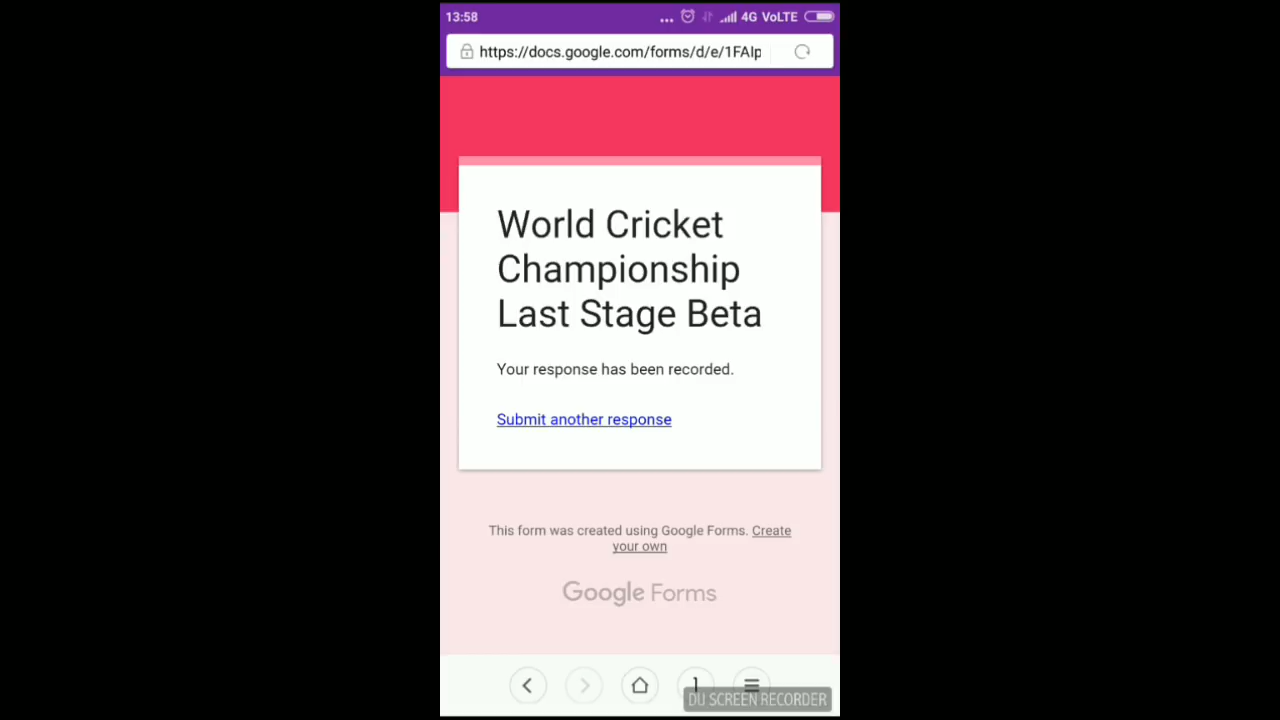 13:58
... 4G VoLTE
https://docs.google.com/forms/d/e/1FAIp
World Cricket
Championship
Last Stage Beta
Your response has been recorded.
Submit another response
This form was created using Google Forms. Create
your own
Google Forms
1
DU SCREEN RECORDER